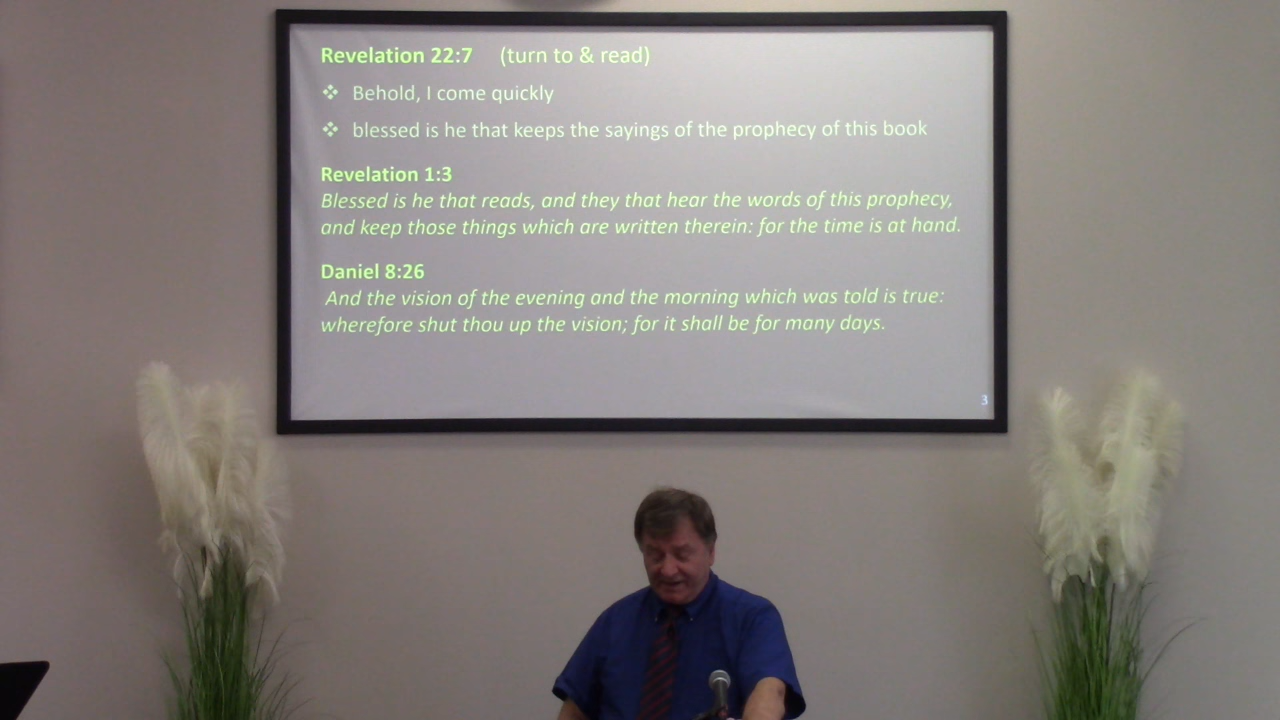 Revelation 22:7 (turn to & read)
❖ Behold, I come quickly
❖ blessed is he that keeps the sayings of the prophecy of this book
Revelation 1:3
Blessed is he that reads, and they that hear the words of this prophecy,
and keep those things which are written therein: for the time is at hand.
Daniel 8:26
And the vision of the evening and the morning which was told is true:
wherefore shut thou up the vision; for it shall be for many days.
3